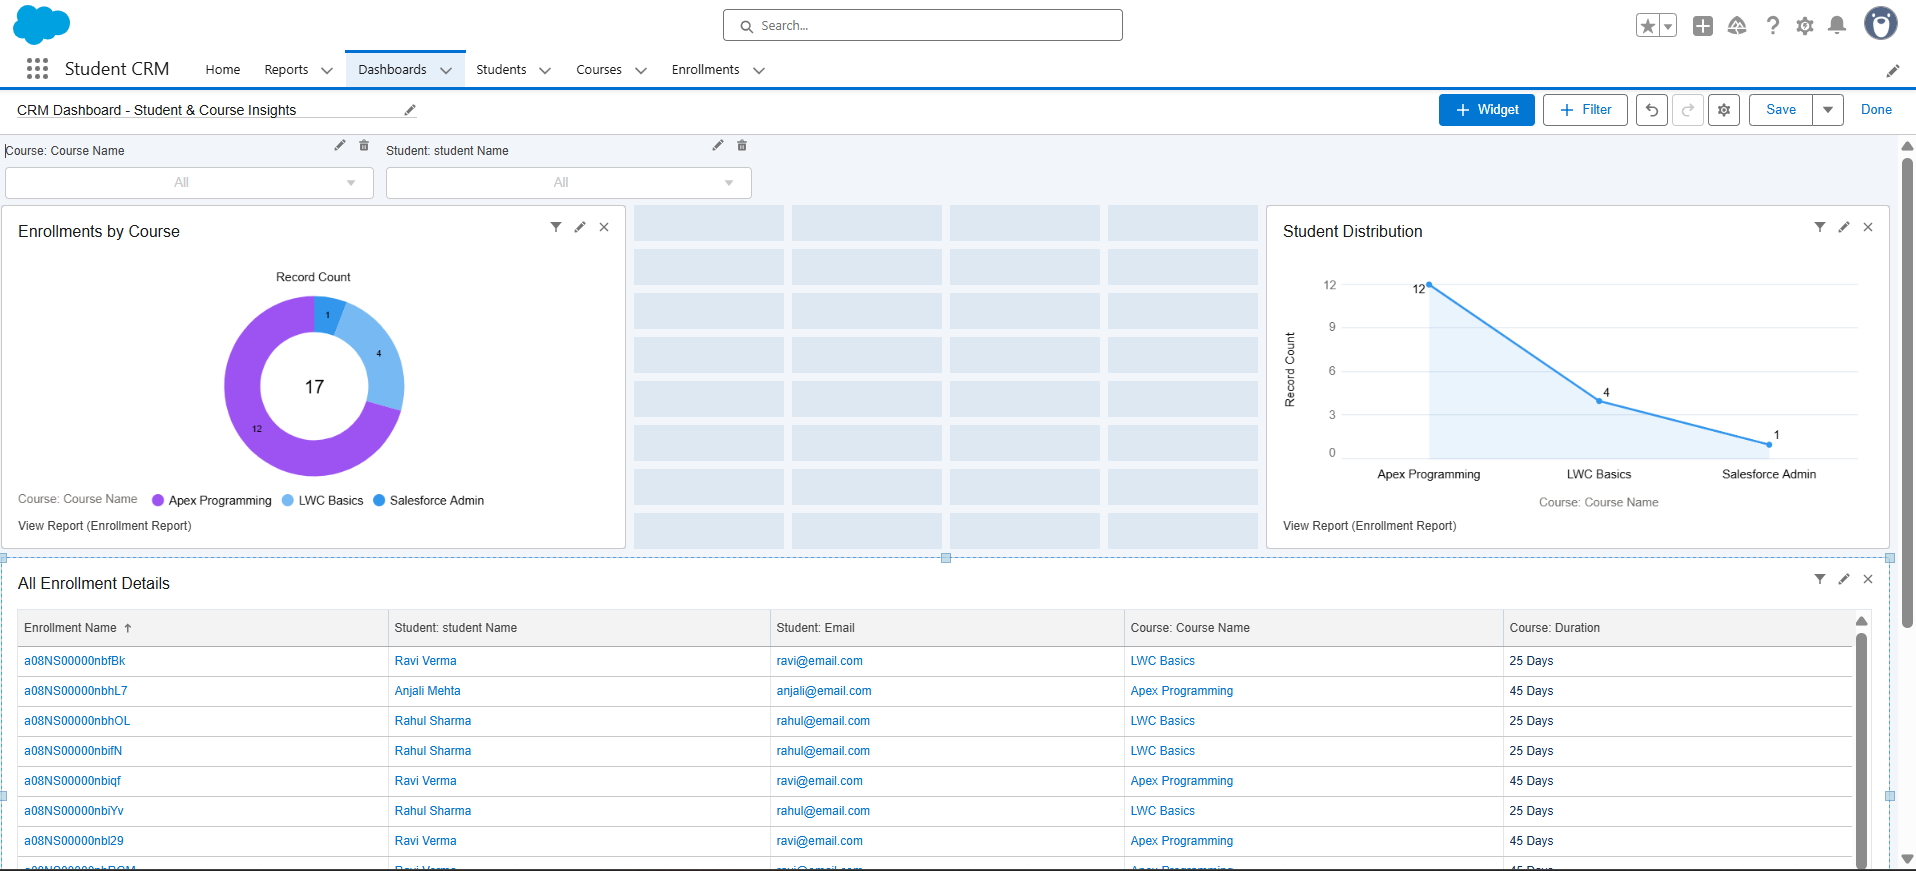 Search...
Student CRM
Home Reports Dashboards Students Courses Enrollments
CRM Dashboard - Student & Course Insights
Widget Filter Save Done
Course: Course Name Student: student Name
All All
Enrollments by Course
Record Count
1
4
17
12
Course: Course Name Apex Programming LWC Basics Salesforce Admin
View Report (Enrollment Report)
Student Distribution
12
12
9
6
4
3
1
0
Record Count
Apex Programming LWC Basics Salesforce Admin
Course: Course Name
View Report (Enrollment Report)
All Enrollment Details
Enrollment Name Student: student Name Student: Email Course: Course Name Course: Duration
a08NS00000nbfBk Ravi Verma ravi@email.com LWC Basics 25 Days
a08NS00000nbhL7 Anjali Mehta anjali@email.com Apex Programming 45 Days
a08NS00000nbhOL Rahul Sharma rahul@email.com LWC Basics 25 Days
a08NS00000nbifN Rahul Sharma rahul@email.com LWC Basics 25 Days
a08NS00000nbiqf Ravi Verma ravi@email.com Apex Programming 45 Days
a08NS00000nbiYv Rahul Sharma rahul@email.com LWC Basics 25 Days
a08NS00000nbl29 Ravi Verma ravi@email.com Apex Programming 45 Days